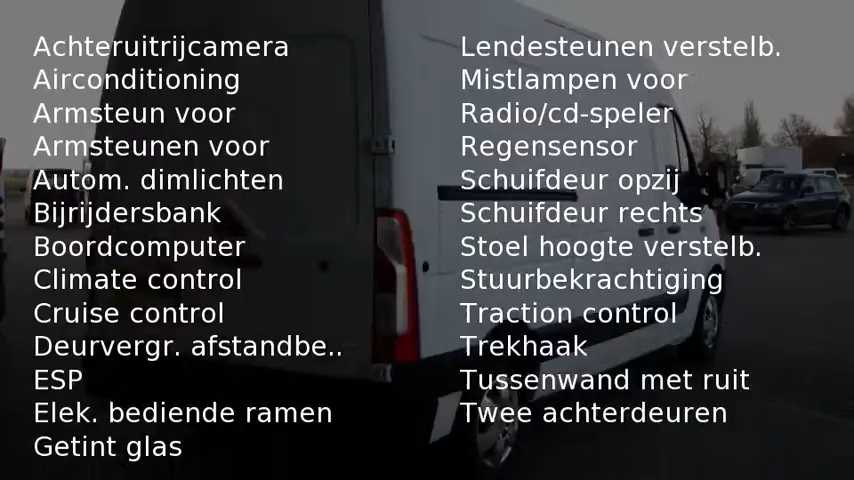 Achteruitrijcamera
Airconditioning
Armsteun voor
Armsteunen voor
Autom. dimlichten
Bijrijdersbank
Boordcomputer
Climate control
Cruise control
Deurvergr. afstandbe..
ESP
Elek. bediende ramen
Getint glas
Lendesteunen verstelb.
Mistlampen voor
Radio/cd-speler
Regensensor
Schuifdeur opzij
Schuifdeur rechts
Stoel hoogte verstelb.
Stuurbekrachtiging
Traction control
Trekhaak
Tussenwand met ruit
Twee achterdeuren